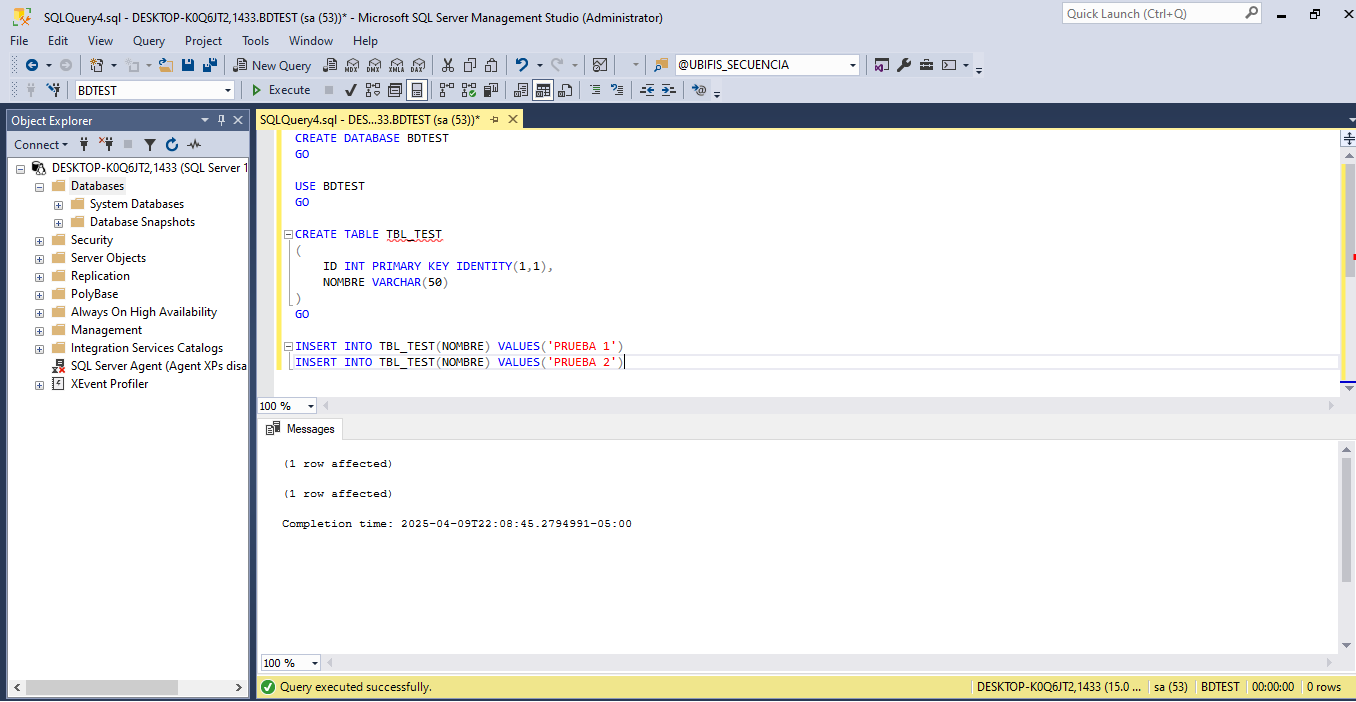 SQLQuery4.sql - DESKTOP-K0Q6JT2,1433.BDTEST (sa (53))* - Microsoft SQL Server Management Studio (Administrator)
Quick Launch (Ctrl+Q)
File Edit View Query Project Tools Window Help
New Query MDX DMX XMLA DAX @UBIFIS_SECUENCIA
BDTEST Execute
Object Explorer
Connect
DESKTOP-K0Q6JT2,1433 (SQL Server 1
Databases
System Databases
Database Snapshots
Security
Server Objects
Replication
PolyBase
Always On High Availability
Management
Integration Services Catalogs
SQL Server Agent (Agent XPs disa
XEvent Profiler
SQLQuery4.sql - DES...33.BDTEST (sa (53))*
CREATE DATABASE BDTEST
GO
USE BDTEST
GO
CREATE TABLE TBL_TEST
(
ID INT PRIMARY KEY IDENTITY(1,1),
NOMBRE VARCHAR(50)
)
GO
INSERT INTO TBL_TEST(NOMBRE) VALUES('PRUEBA 1')
INSERT INTO TBL_TEST(NOMBRE) VALUES('PRUEBA 2')
100 %
Messages
(1 row affected)
(1 row affected)
Completion time: 2025-04-09T22:08:45.2794991-05:00
100 %
Query executed successfully.
DESKTOP-K0Q6JT2,1433 (15.0 ... sa (53) BDTEST 00:00:00 0 rows